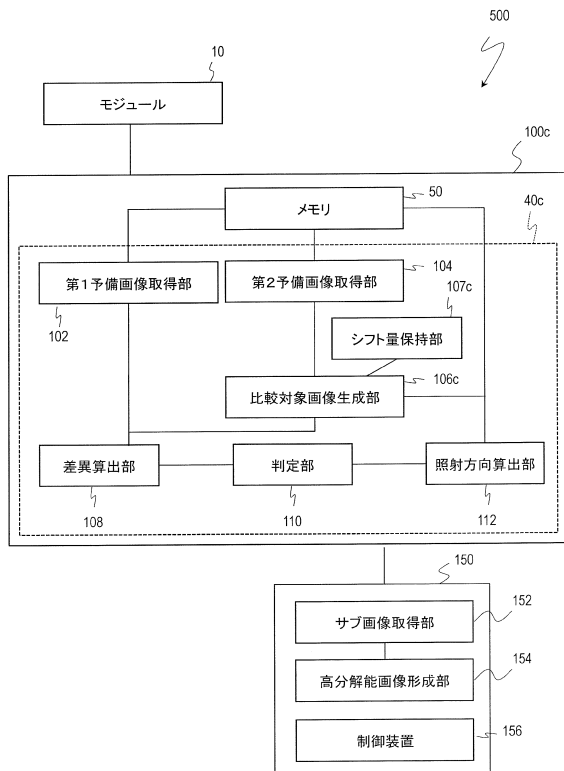 500
10
モジュール
100c
50
メモリ
40c
第1予備画像取得部
102
第2予備画像取得部
104
107c
シフト量保持部
比較対象画像生成部
106c
差異算出部
108
判定部
110
照射方向算出部
112
150
サブ画像取得部
152
高分解能画像形成部
154
制御装置
156